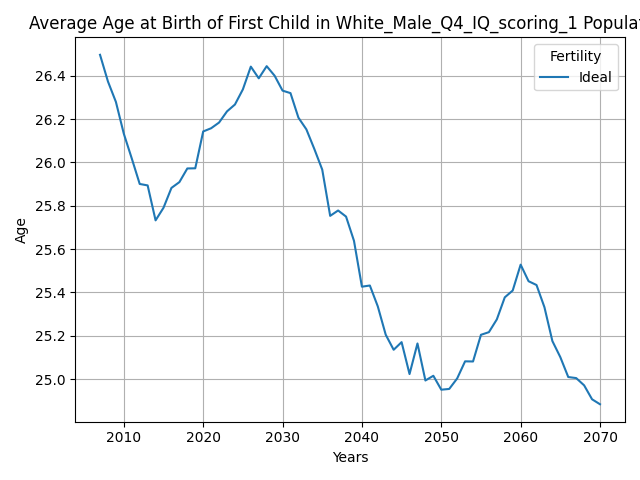 Average Age at Birth of First Child in White_Male_Q4_IQ_scoring_1 Populat
Fertility
Ideal
26.4
26.2
26.0
25.8
25.6
25.4
25.2
25.0
Age
2010 2020 2030 2040 2050 2060 2070
Years